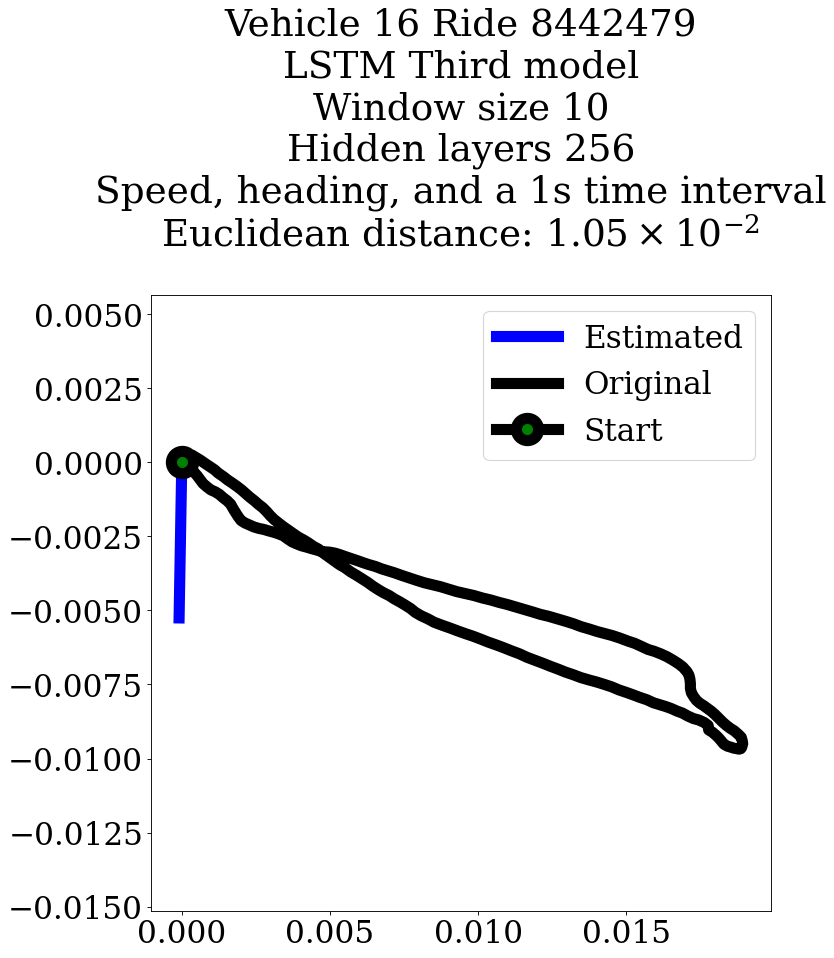 Vehicle 16 Ride 8442479
LSTM Third model
Window size 10
Hidden layers 256
Speed, heading, and a 1s time interval
Euclidean distance: 1.05 × 10⁻²
0.0050
0.0025
0.0000
−0.0025
−0.0050
−0.0075
−0.0100
−0.0125
−0.0150
Estimated
Original
Start
0.000 0.005 0.010 0.015